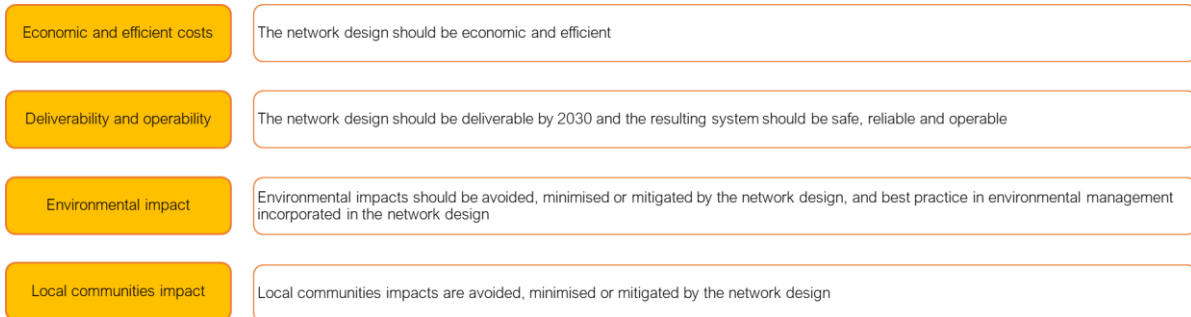 Economic and efficient costs
The network design should be economic and efficient
Deliverability and operability
The network design should be deliverable by 2030 and the resulting system should be safe, reliable and operable
Environmental impact
Environmental impacts should be avoided, minimised or mitigated by the network design, and best practice in environmental management
incorporated in the network design
Local communities impact
Local communities impacts are avoided, minimised or mitigated by the network design